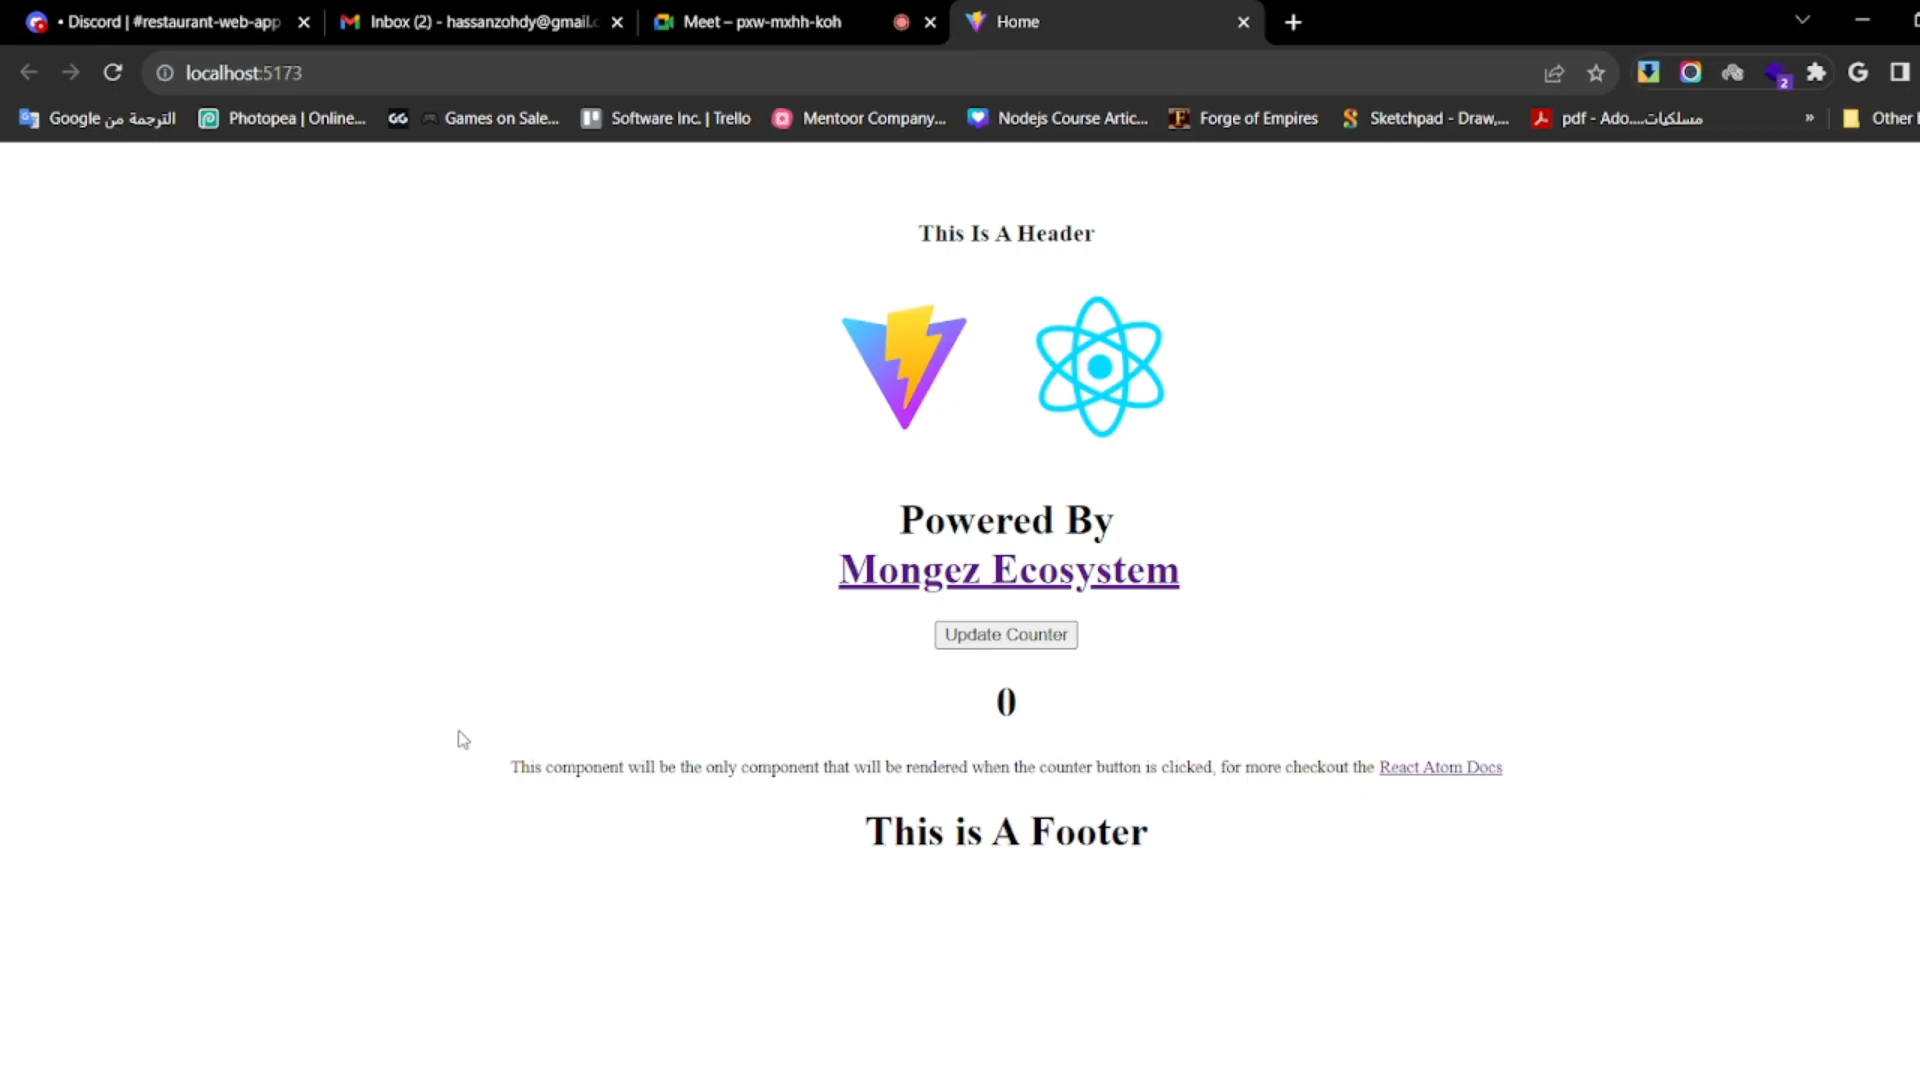 • Discord | #restaurant-web-app
Inbox (2) - hassanzohdy@gmail.c
Meet – pxw-mxhh-koh
Home
localhost:5173
2
Google الترجمة من
Photopea | Online...
GG
Games on Sale...
Software Inc. | Trello
Mentoor Company...
Nodejs Course Artic...
Forge of Empires
Sketchpad - Draw,...
pdf - Ado....مسلكيات
»
Other
This Is A Header
Powered By
Mongez Ecosystem
Update Counter
0
This component will be the only component that will be rendered when the counter button is clicked, for more checkout the React Atom Docs
This is A Footer